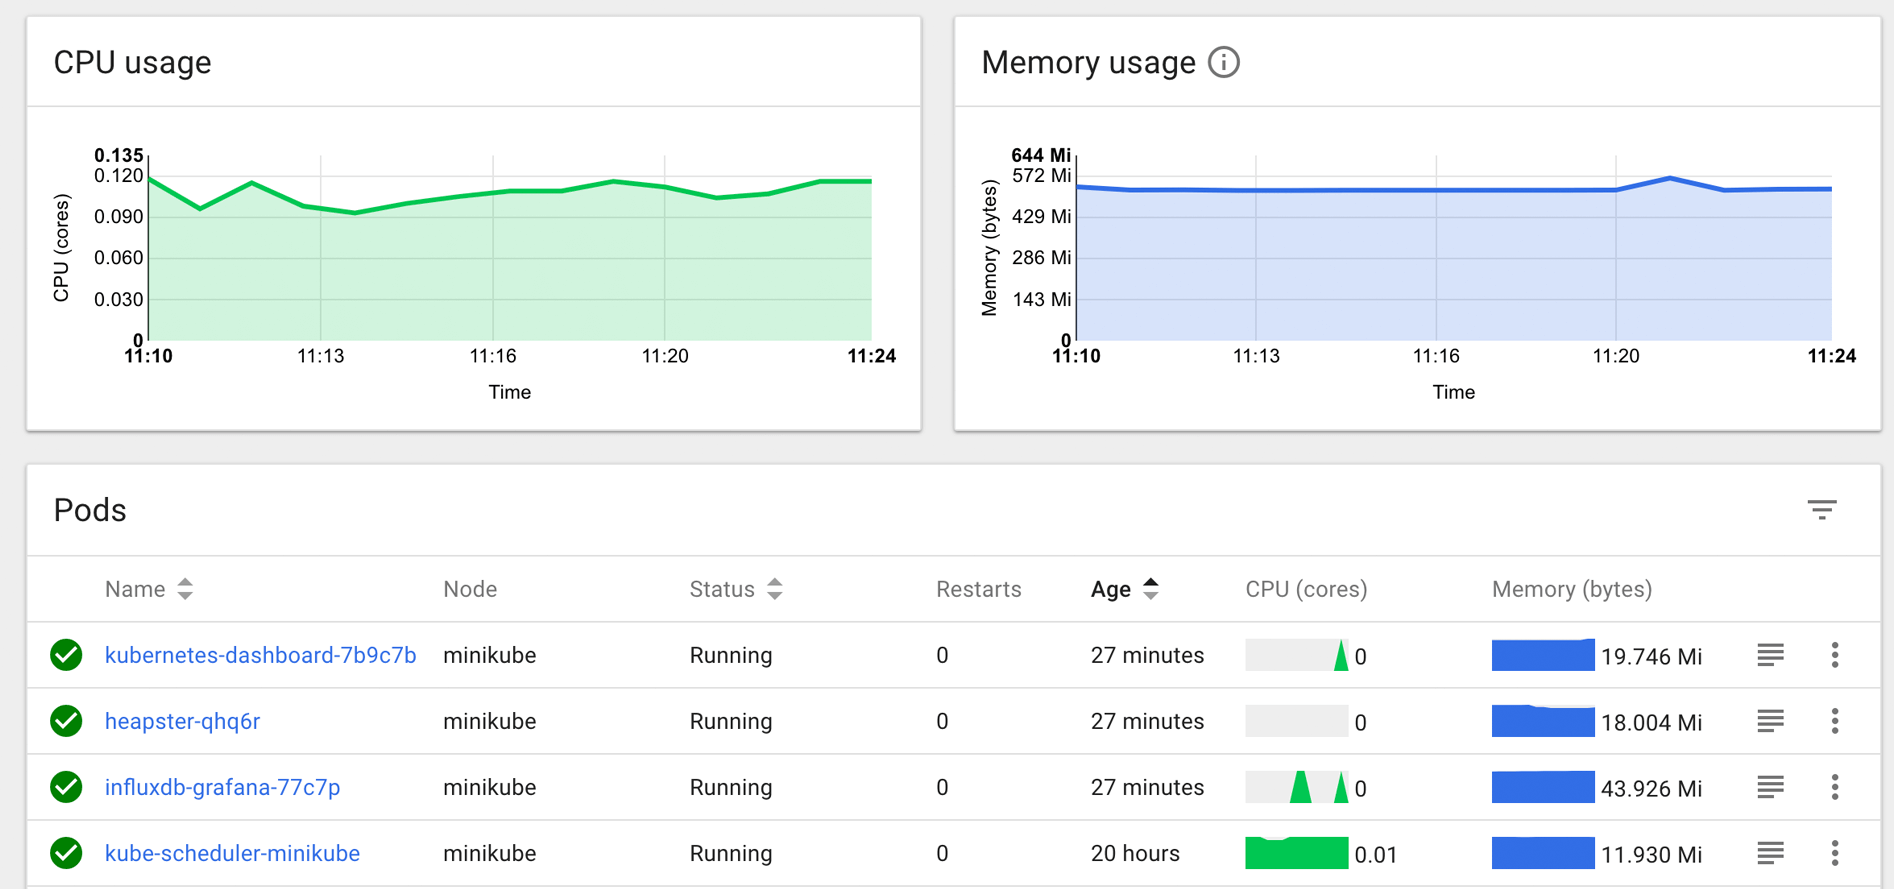 CPU usage
0.135
0.120
0.090
0.060
0.030
0
CPU (cores)
11:10 11:13 11:16 11:20 11:24
Time
Memory usage
644 Mi
572 Mi
429 Mi
286 Mi
143 Mi
0
Memory (bytes)
11:10 11:13 11:16 11:20 11:24
Time
Pods
Name Node Status Restarts Age CPU (cores) Memory (bytes)
kubernetes-dashboard-7b9c7b minikube Running 0 27 minutes 0 19.746 Mi
heapster-qhq6r minikube Running 0 27 minutes 0 18.004 Mi
influxdb-grafana-77c7p minikube Running 0 27 minutes 0 43.926 Mi
kube-scheduler-minikube minikube Running 0 20 hours 0.01 11.930 Mi